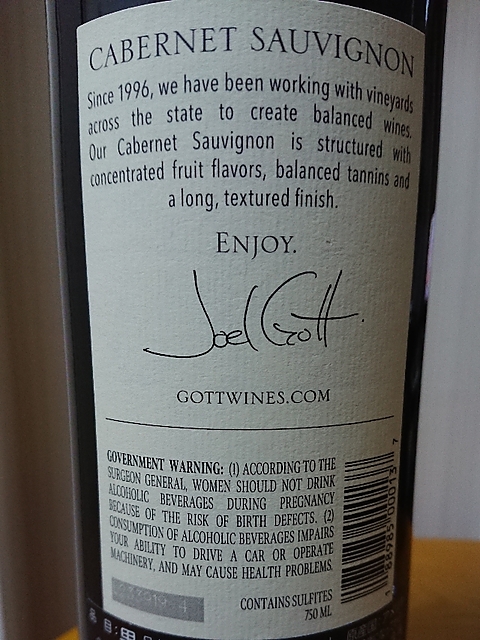 CABERNET SAUVIGNON
Since 1996, we have been working with vineyards
across the state to create balanced wines.
Our Cabernet Sauvignon is structured with
concentrated fruit flavors, balanced tannins and
a long, textured finish.
ENJOY.
Joel Gott.
GOTTWINES.COM
GOVERNMENT WARNING: (1) ACCORDING TO THE
SURGEON GENERAL, WOMEN SHOULD NOT DRINK
ALCOHOLIC BEVERAGES DURING PREGNANCY
BECAUSE OF THE RISK OF BIRTH DEFECTS. (2)
CONSUMPTION OF ALCOHOLIC BEVERAGES IMPAIRS
YOUR ABILITY TO DRIVE A CAR OR OPERATE
MACHINERY, AND MAY CAUSE HEALTH PROBLEMS.
CONTAINS SULFITES
750 ML